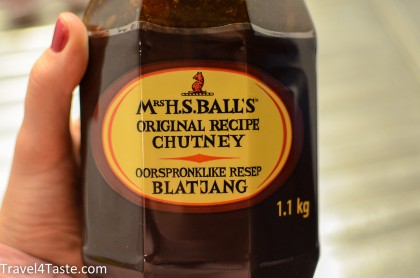 MRS H.S. BALL'S
ORIGINAL RECIPE
CHUTNEY
OORSPRONKLIKE RESEP
BLATJANG
1.1 kg
Travel4Taste.com